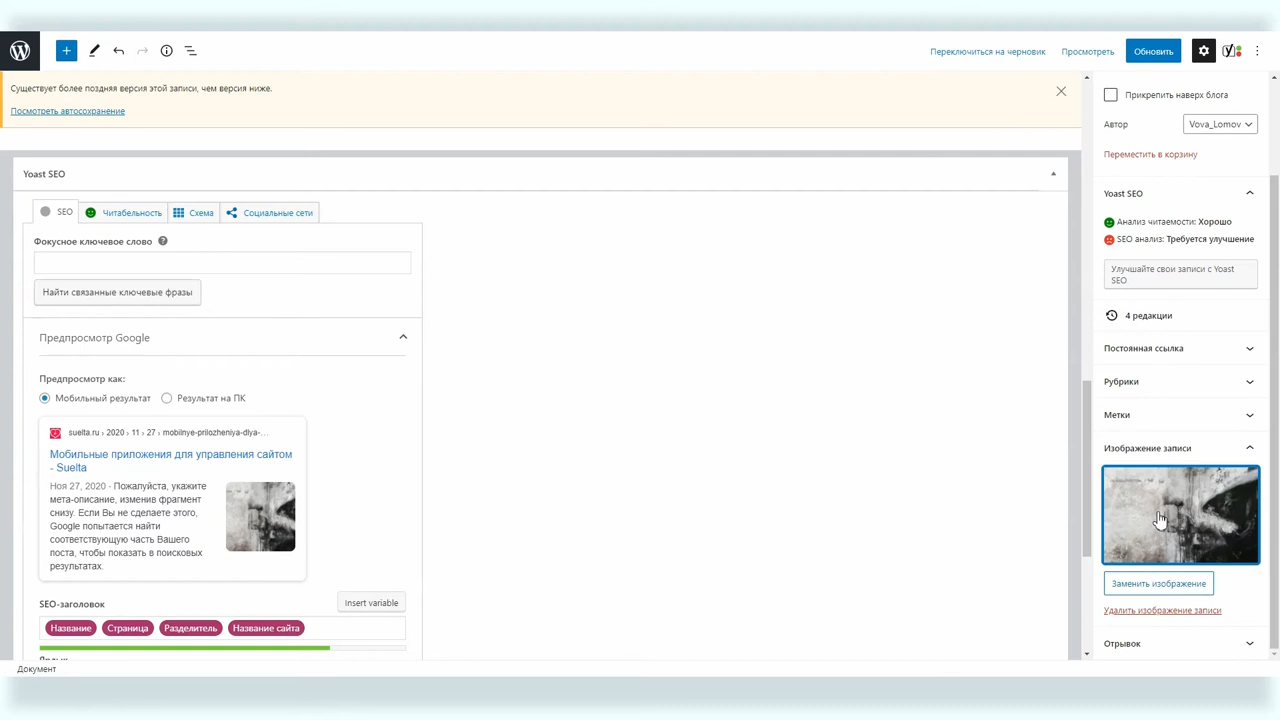 Переключиться на черновик
Просмотреть
Обновить
Существует более поздняя версия этой записи, чем версия ниже.
Посмотреть автосохранение
Yoast SEO
SEO
Читабельность
Схема
Социальные сети
Фокусное ключевое слово
Найти связанные ключевые фразы
Предпросмотр Google
Предпросмотр как:
Мобильный результат
Результат на ПК
suelta.ru › 2020 › 11 › 27 › mobilnye-prilozheniya-dlya-...
Мобильные приложения для управления сайтом
- Suelta
Ноя 27, 2020 · Пожалуйста, укажите
мета-описание, изменив фрагмент
снизу. Если Вы не сделаете этого,
Google попытается найти
соответствующую часть Вашего
поста, чтобы показать в поисковых
результатах.
SEO-заголовок
Insert variable
Название
Страница
Разделитель
Название сайта
Ярлык
Документ
Прикрепить наверх блога
Автор
Vova_Lomov
Переместить в корзину
Yoast SEO
Анализ читаемости: Хорошо
SEO анализ: Требуется улучшение
Улучшайте свои записи с Yoast
SEO
4 редакции
Постоянная ссылка
Рубрики
Метки
Изображение записи
Заменить изображение
Удалить изображение записи
Отрывок